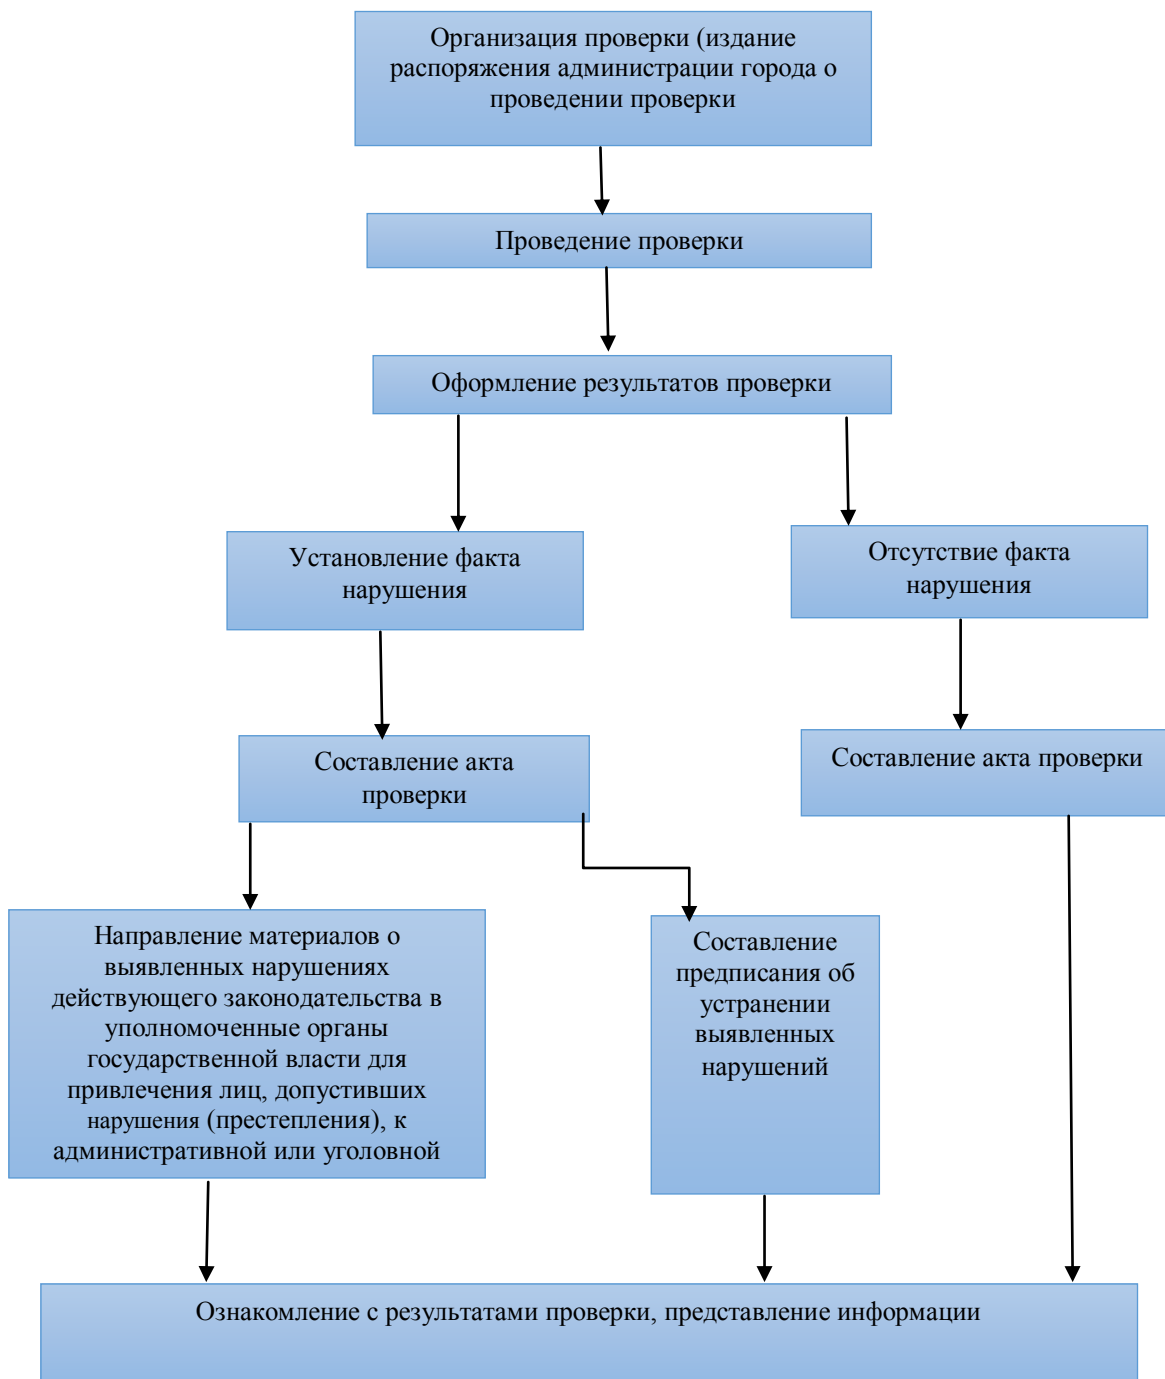 Организация проверки (издание
распоряжения администрации города о
проведении проверки
Проведение проверки
Оформление результатов проверки
Установление факта
нарушения
Отсутствие факта
нарушения
Составление акта
проверки
Составление акта проверки
Направление материалов о
выявленных нарушениях
действующего законодательства в
уполномоченные органы
государственной власти для
привлечения лиц, допустивших
нарушения (престепления), к
административной или уголовной
Составление
предписания об
устранении
выявленных
нарушений
Ознакомление с результатами проверки, представление информации